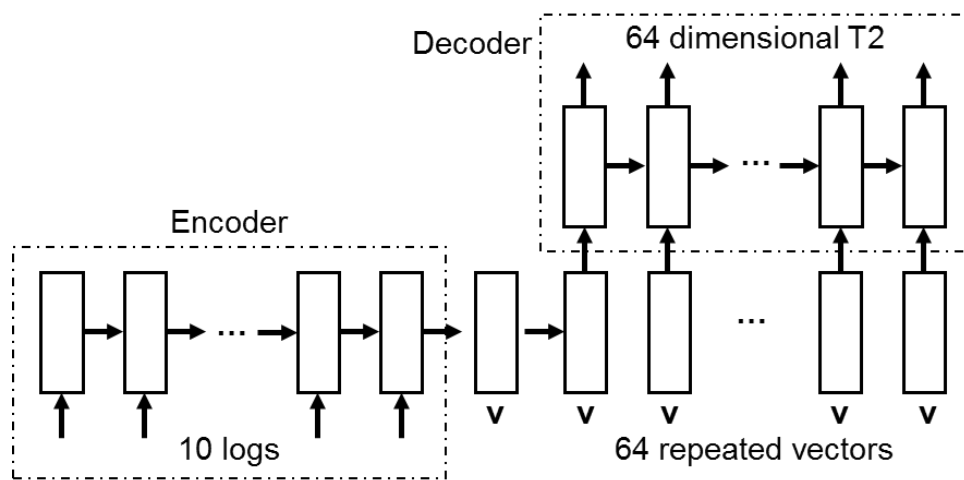 Decoder
64 dimensional T2
...
Encoder
...
...
v v v v v
10 logs
64 repeated vectors